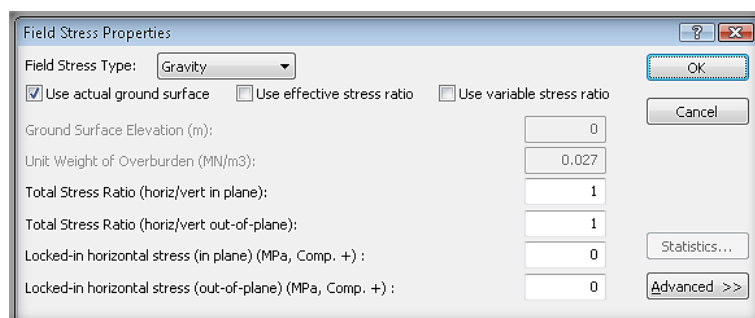 Field Stress Properties
Field Stress Type: Gravity
OK
Use actual ground surface Use effective stress ratio Use variable stress ratio
Cancel
Ground Surface Elevation (m): 0
Unit Weight of Overburden (MN/m3): 0.027
Total Stress Ratio (horiz/vert in plane): 1
Total Stress Ratio (horiz/vert out-of-plane): 1
Locked-in horizontal stress (in plane) (MPa, Comp. +) : 0
Statistics...
Locked-in horizontal stress (out-of-plane) (MPa, Comp. +) : 0
Advanced >>